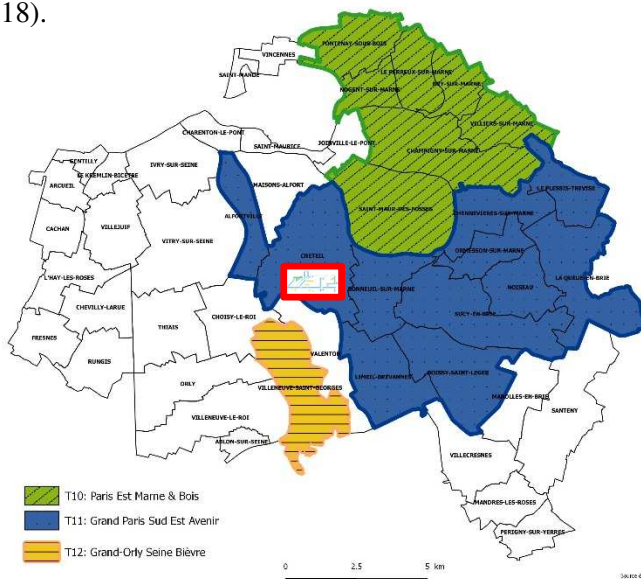 18).
VINCENNES
FONTENAY-SOUS-BOIS
SAINT-MANDE
LE PERREUX-SUR-MARNE
BRY-SUR-MARNE
NOGENT-SUR-MARNE
CHARENTON-LE-PONT
SAINT-MAURICE
JOINVILLE-LE-PONT
VILLIERS-SUR-MARNE
CHAMPIGNY-SUR-MARNE
GENTILLY
LE KREMLIN-BICETRE
IVRY-SUR-SEINE
ARCUEIL
MAISONS-ALFORT
LE PLESSIS-TREVISE
CACHAN
VILLEJUIF
ALFORTVILLE
SAINT-MAUR-DES-FOSSES
CHENNEVIERES-SUR-MARNE
VITRY-SUR-SEINE
CRETEIL
ORMESSON-SUR-MARNE
L'HAY-LES-ROSES
BONNEUIL-SUR-MARNE
NOISEAU
LA QUEUE-EN-BRIE
CHEVILLY-LARUE
CHOISY-LE-ROI
SUCY-EN-BRIE
FRESNES
THIAIS
RUNGIS
VALENTON
LIMEIL-BREVANNES
BOISSY-SAINT-LEGER
ORLY
VILLENEUVE-SAINT-GEORGES
MAROLLES-EN-BRIE
SANTENY
VILLENEUVE-LE-ROI
ABLON-SUR-SEINE
VILLECRESNES
MANDRES-LES-ROSES
PERIGNY-SUR-YERRES
T10: Paris Est Marne & Bois
T11: Grand Paris Sud Est Avenir
T12: Grand-Orly Seine Bièvre
0 2.5 5 km